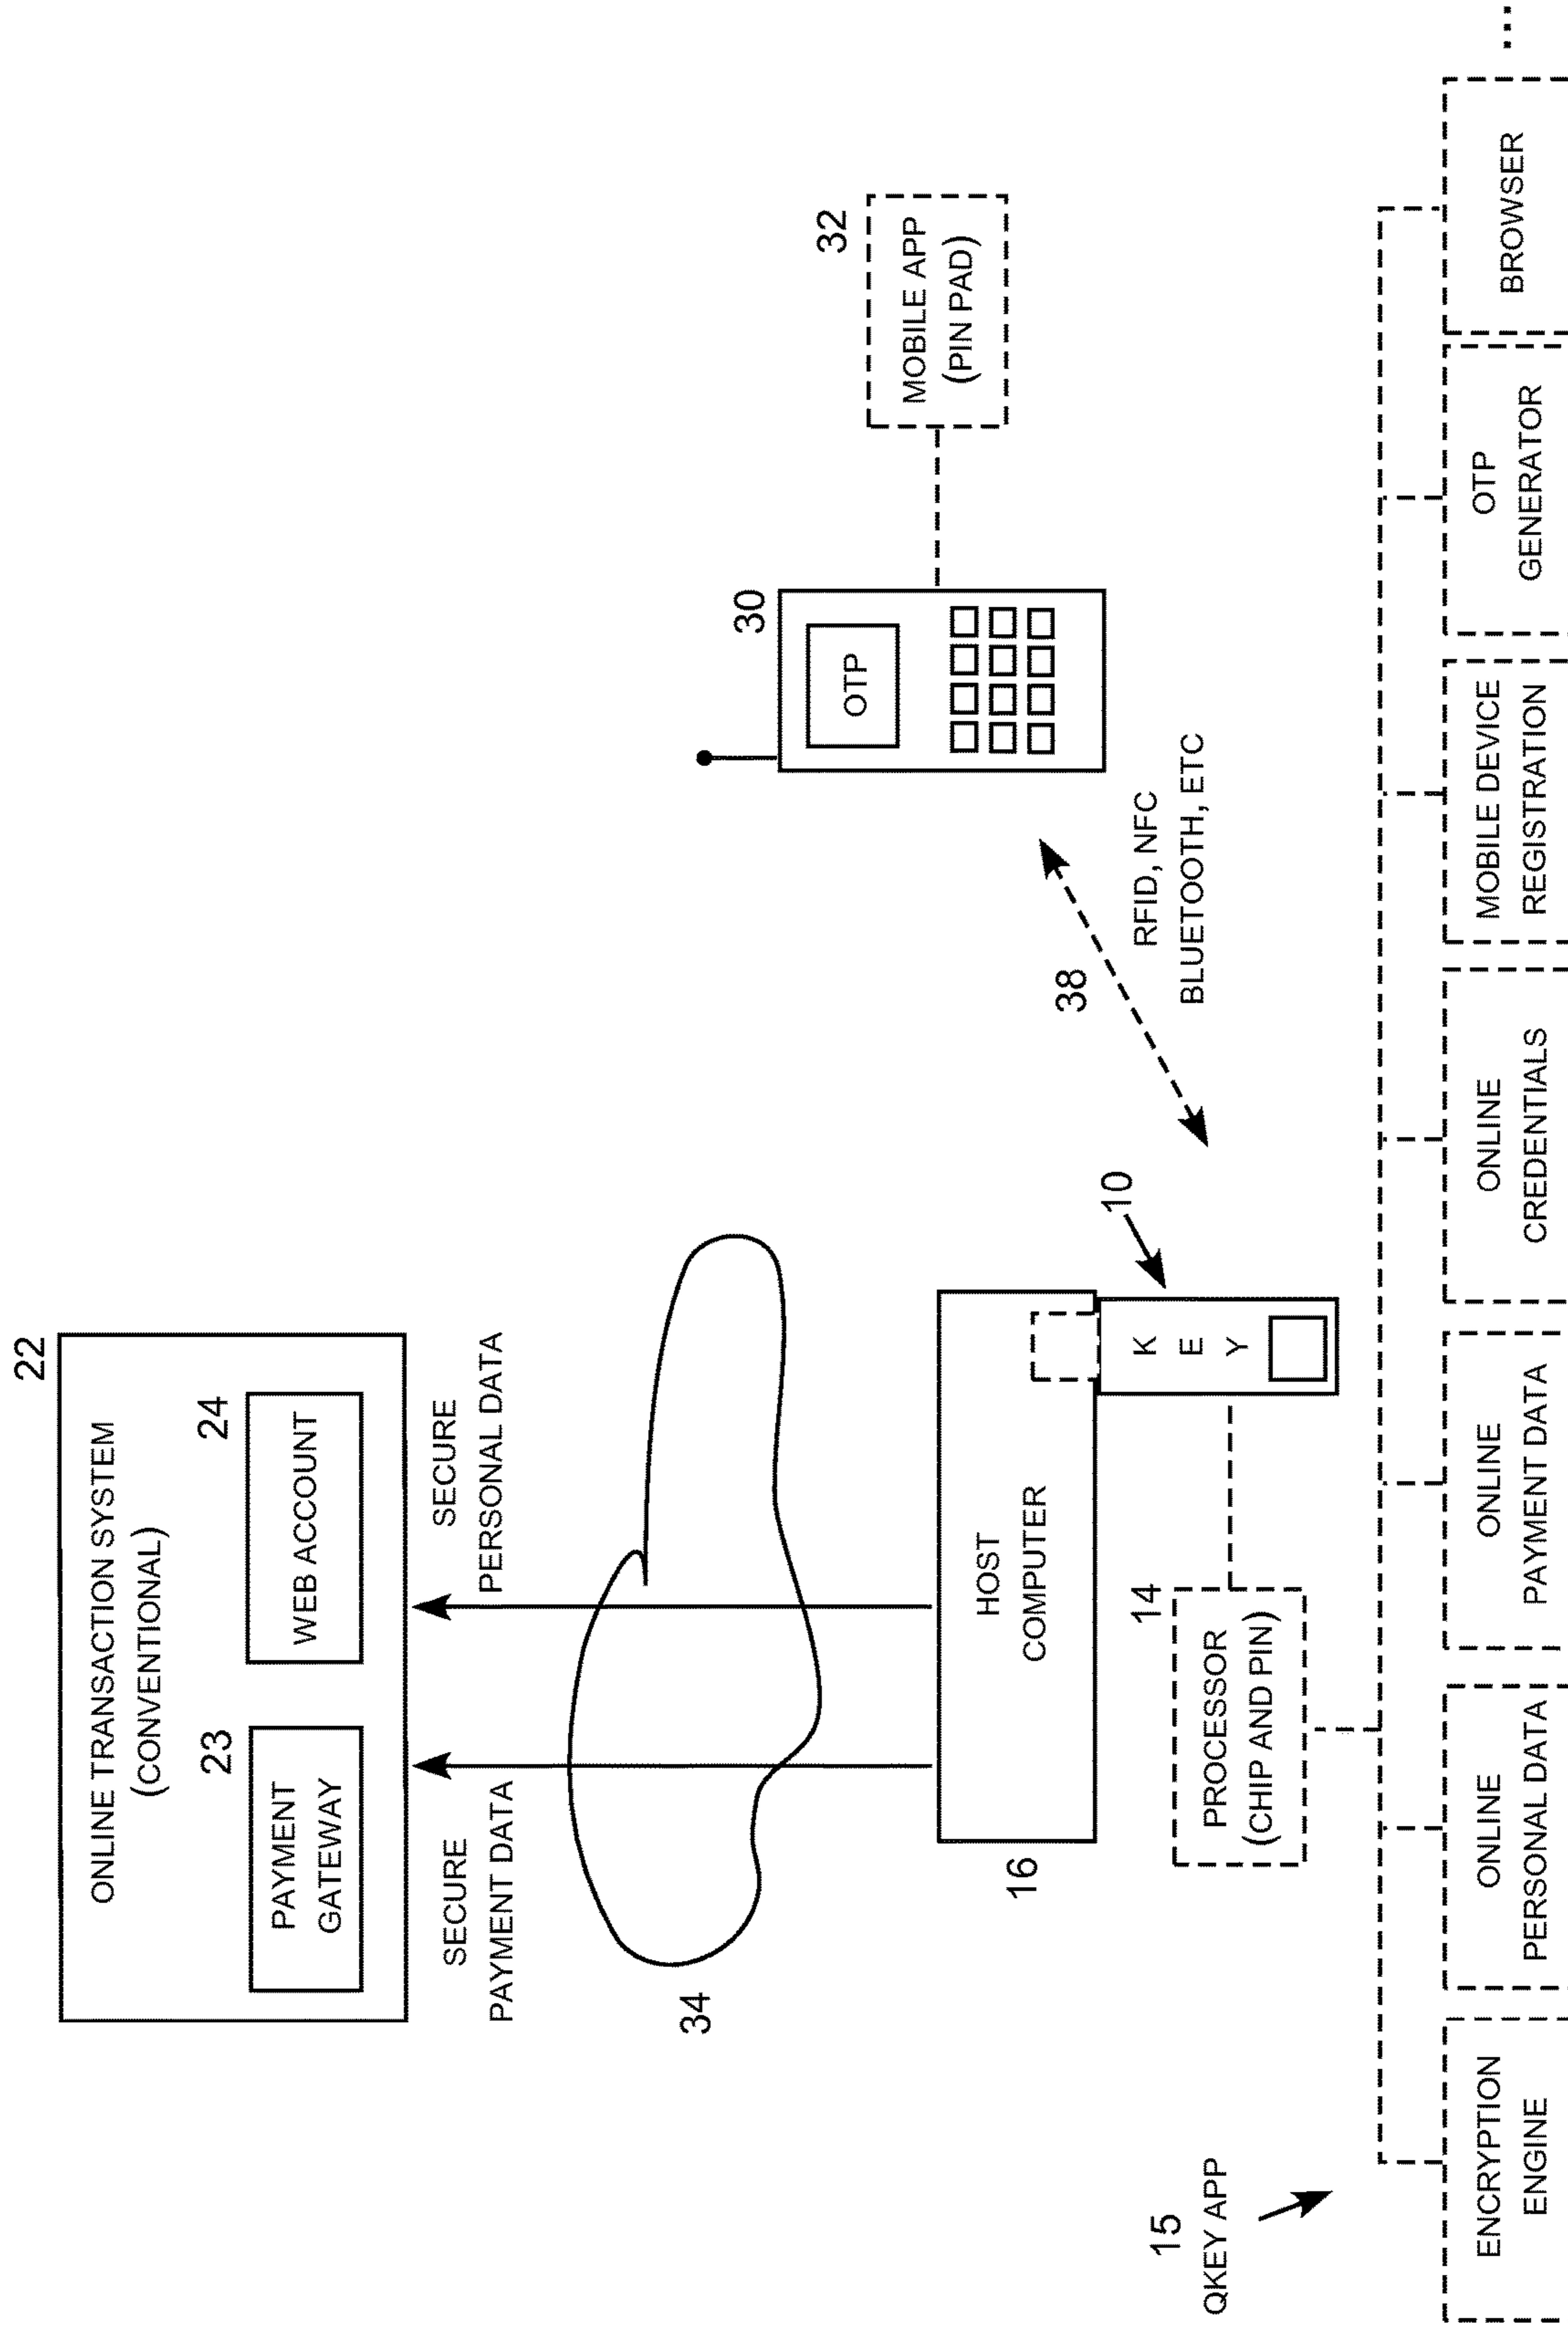 22
ONLINE TRANSACTION SYSTEM
(CONVENTIONAL)
23
PAYMENT
GATEWAY
24
WEB ACCOUNT
SECURE
PAYMENT DATA
SECURE
PERSONAL DATA
34
30
OTP
32
MOBILE APP
(PIN PAD)
38
RFID, NFC
BLUETOOTH, ETC
16
HOST
COMPUTER
10
K
E
Y
14
PROCESSOR
(CHIP AND PIN)
15
QKEY APP
ENCRYPTION
ENGINE
ONLINE
PERSONAL DATA
ONLINE
PAYMENT DATA
ONLINE
CREDENTIALS
MOBILE DEVICE
REGISTRATION
OTP
GENERATOR
BROWSER
...